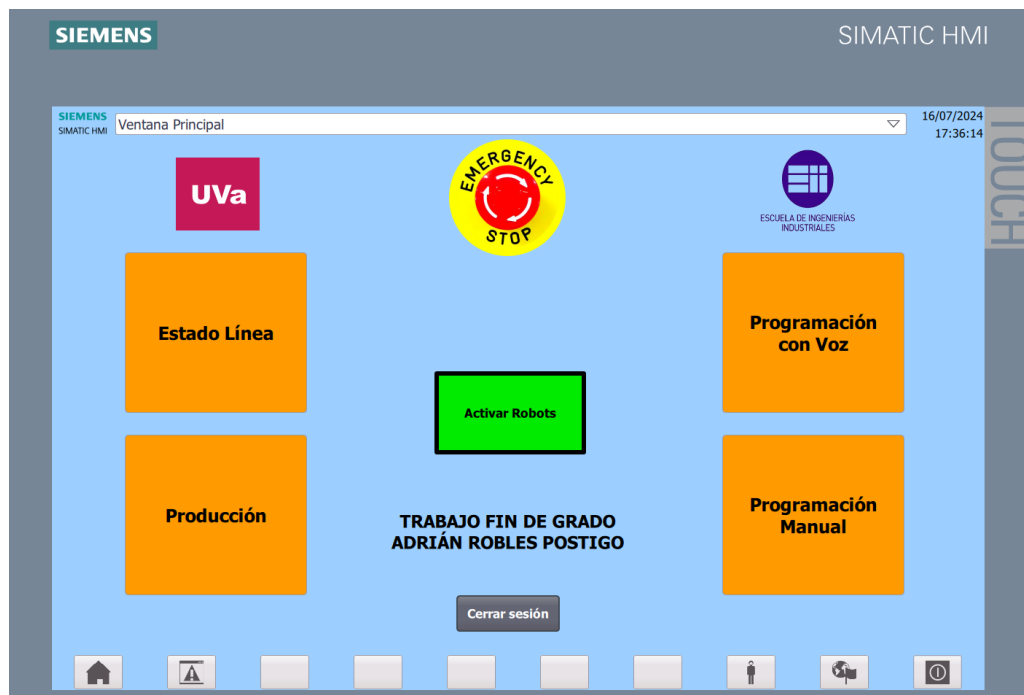 SIEMENS
SIMATIC HMI
TOUCH
SIEMENS
SIMATIC HMI
Ventana Principal
16/07/2024
17:36:14
UVa
EMERGENCY
STOP
ESCUELA DE INGENIERÍAS
INDUSTRIALES
Estado Línea
Programación
con Voz
Activar Robots
Producción
TRABAJO FIN DE GRADO
ADRIÁN ROBLES POSTIGO
Programación
Manual
Cerrar sesión